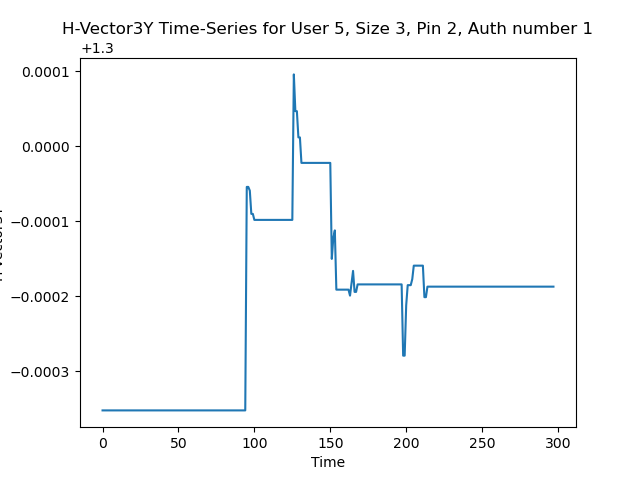 H-Vector3Y Time-Series for User 5, Size 3, Pin 2, Auth number 1
+1.3
0.0001
0.0000
−0.0001
−0.0002
−0.0003
0 50 100 150 200 250 300
Time